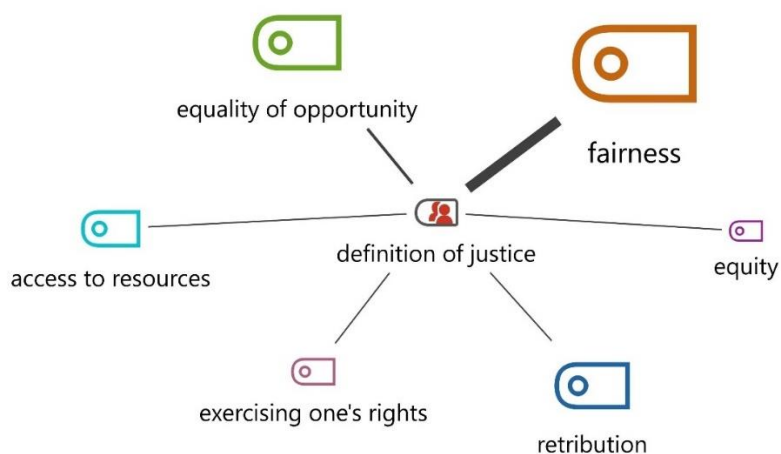 equality of opportunity
fairness
definition of justice
access to resources
equity
exercising one's rights
retribution